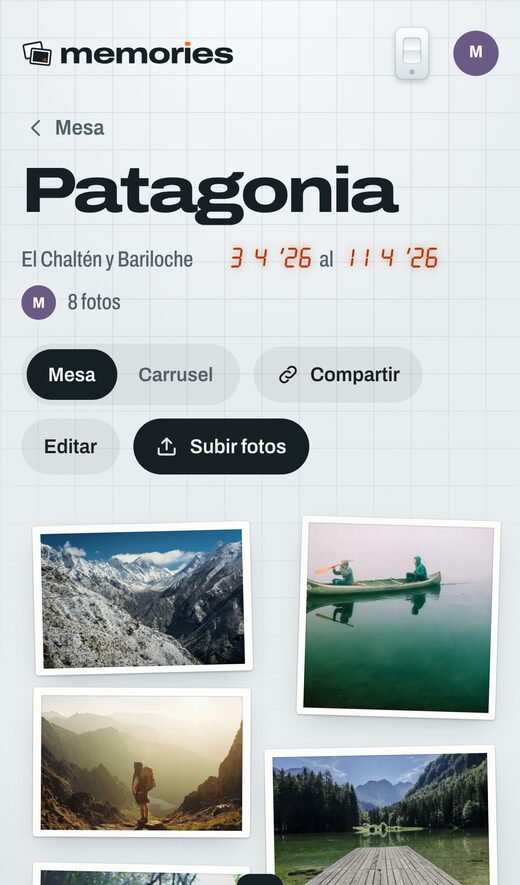 memories
M
Mesa
Patagonia
El Chaltén y Bariloche 3 4 '26 al 11 4 '26
M 8 fotos
Mesa Carrusel Compartir
Editar Subir fotos